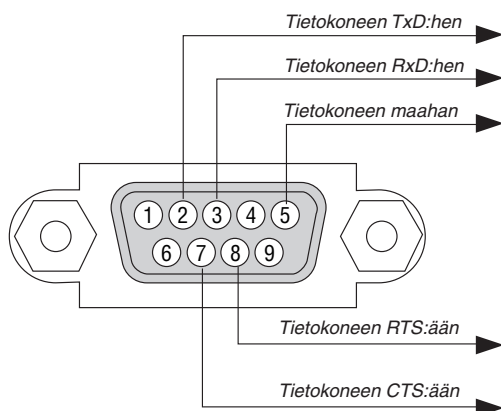 Tietokoneen TxD:hen
Tietokoneen RxD:hen
Tietokoneen maahan
1 2 3 4 5
6 7 8 9
Tietokoneen RTS:ään
Tietokoneen CTS:ään